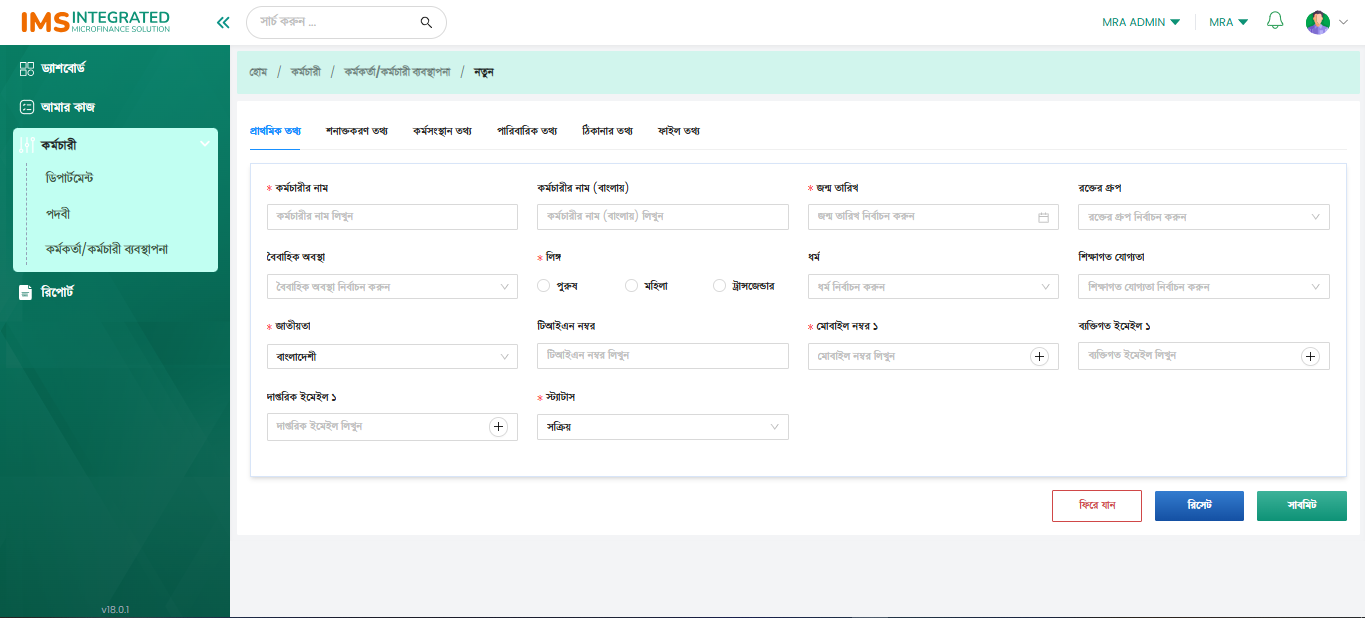 IMS INTEGRATED
MICROFINANCE SOLUTION
সার্চ করুন ...
MRA ADMIN
MRA
ড্যাশবোর্ড
আমার কাজ
কর্মচারী
ডিপার্টমেন্ট
পদবী
কর্মকর্তা/কর্মচারী ব্যবস্থাপনা
রিপোর্ট
v18.0.1
হোম / কর্মচারী / কর্মকর্তা/কর্মচারী ব্যবস্থাপনা / নতুন
প্রাথমিক তথ্য শনাক্তকরণ তথ্য কর্মসংস্থান তথ্য পারিবারিক তথ্য ঠিকানার তথ্য ফাইল তথ্য
* কর্মচারীর নাম কর্মচারীর নাম (বাংলায়) * জন্ম তারিখ রক্তের গ্রুপ
কর্মচারীর নাম লিখুন কর্মচারীর নাম (বাংলায়) লিখুন জন্ম তারিখ নির্বাচন করুন রক্তের গ্রুপ নির্বাচন করুন
বৈবাহিক অবস্থা * লিঙ্গ ধর্ম শিক্ষাগত যোগ্যতা
বৈবাহিক অবস্থা নির্বাচন করুন পুরুষ মহিলা ট্রান্সজেন্ডার ধর্ম নির্বাচন করুন শিক্ষাগত যোগ্যতা নির্বাচন করুন
* জাতীয়তা টিআইএন নম্বর * মোবাইল নম্বর ১ ব্যক্তিগত ইমেইল ১
বাংলাদেশী টিআইএন নম্বর লিখুন মোবাইল নম্বর লিখুন ব্যক্তিগত ইমেইল লিখুন
দাপ্তরিক ইমেইল ১ * স্ট্যাটাস
দাপ্তরিক ইমেইল লিখুন সক্রিয়
ফিরে যান রিসেট সাবমিট